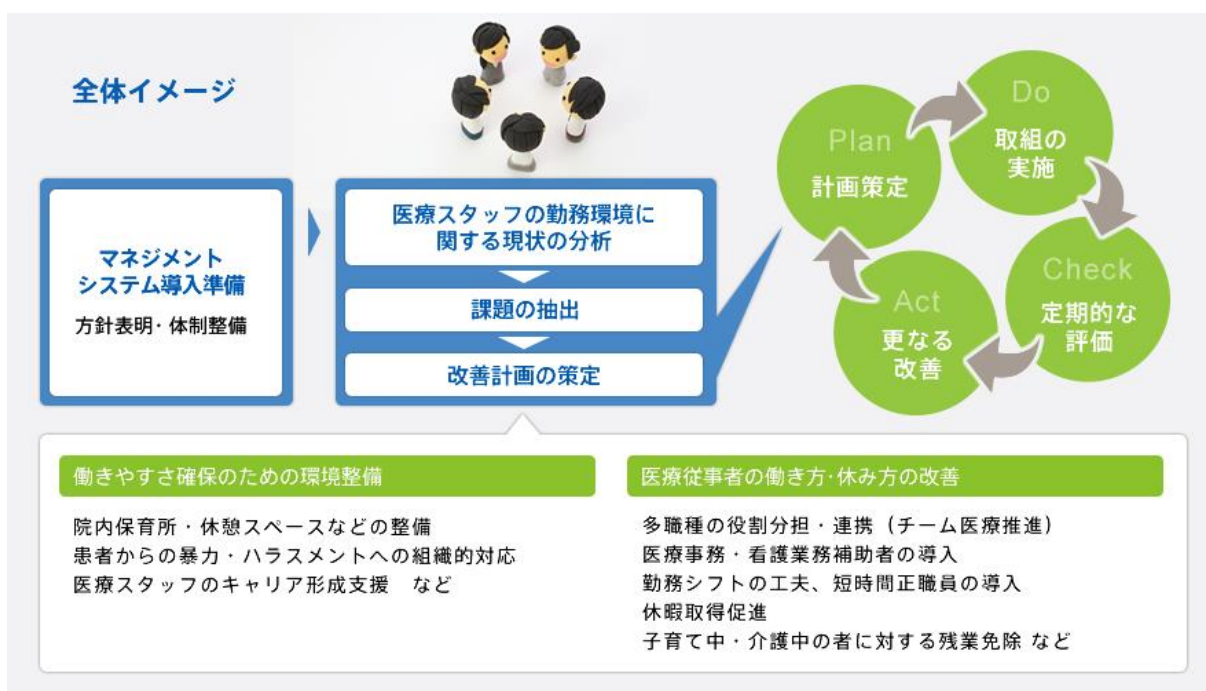 全体イメージ
マネジメント
システム導入準備
方針表明・体制整備
医療スタッフの勤務環境に
関する現状の分析
課題の抽出
改善計画の策定
Plan
計画策定
Do
取組の
実施
Check
定期的な
評価
Act
更なる
改善
働きやすさ確保のための環境整備
院内保育所・休憩スペースなどの整備
患者からの暴力・ハラスメントへの組織的対応
医療スタッフのキャリア形成支援　など
医療従事者の働き方・休み方の改善
多職種の役割分担・連携（チーム医療推進）
医療事務・看護業務補助者の導入
勤務シフトの工夫、短時間正職員の導入
休暇取得促進
子育て中・介護中の者に対する残業免除 など